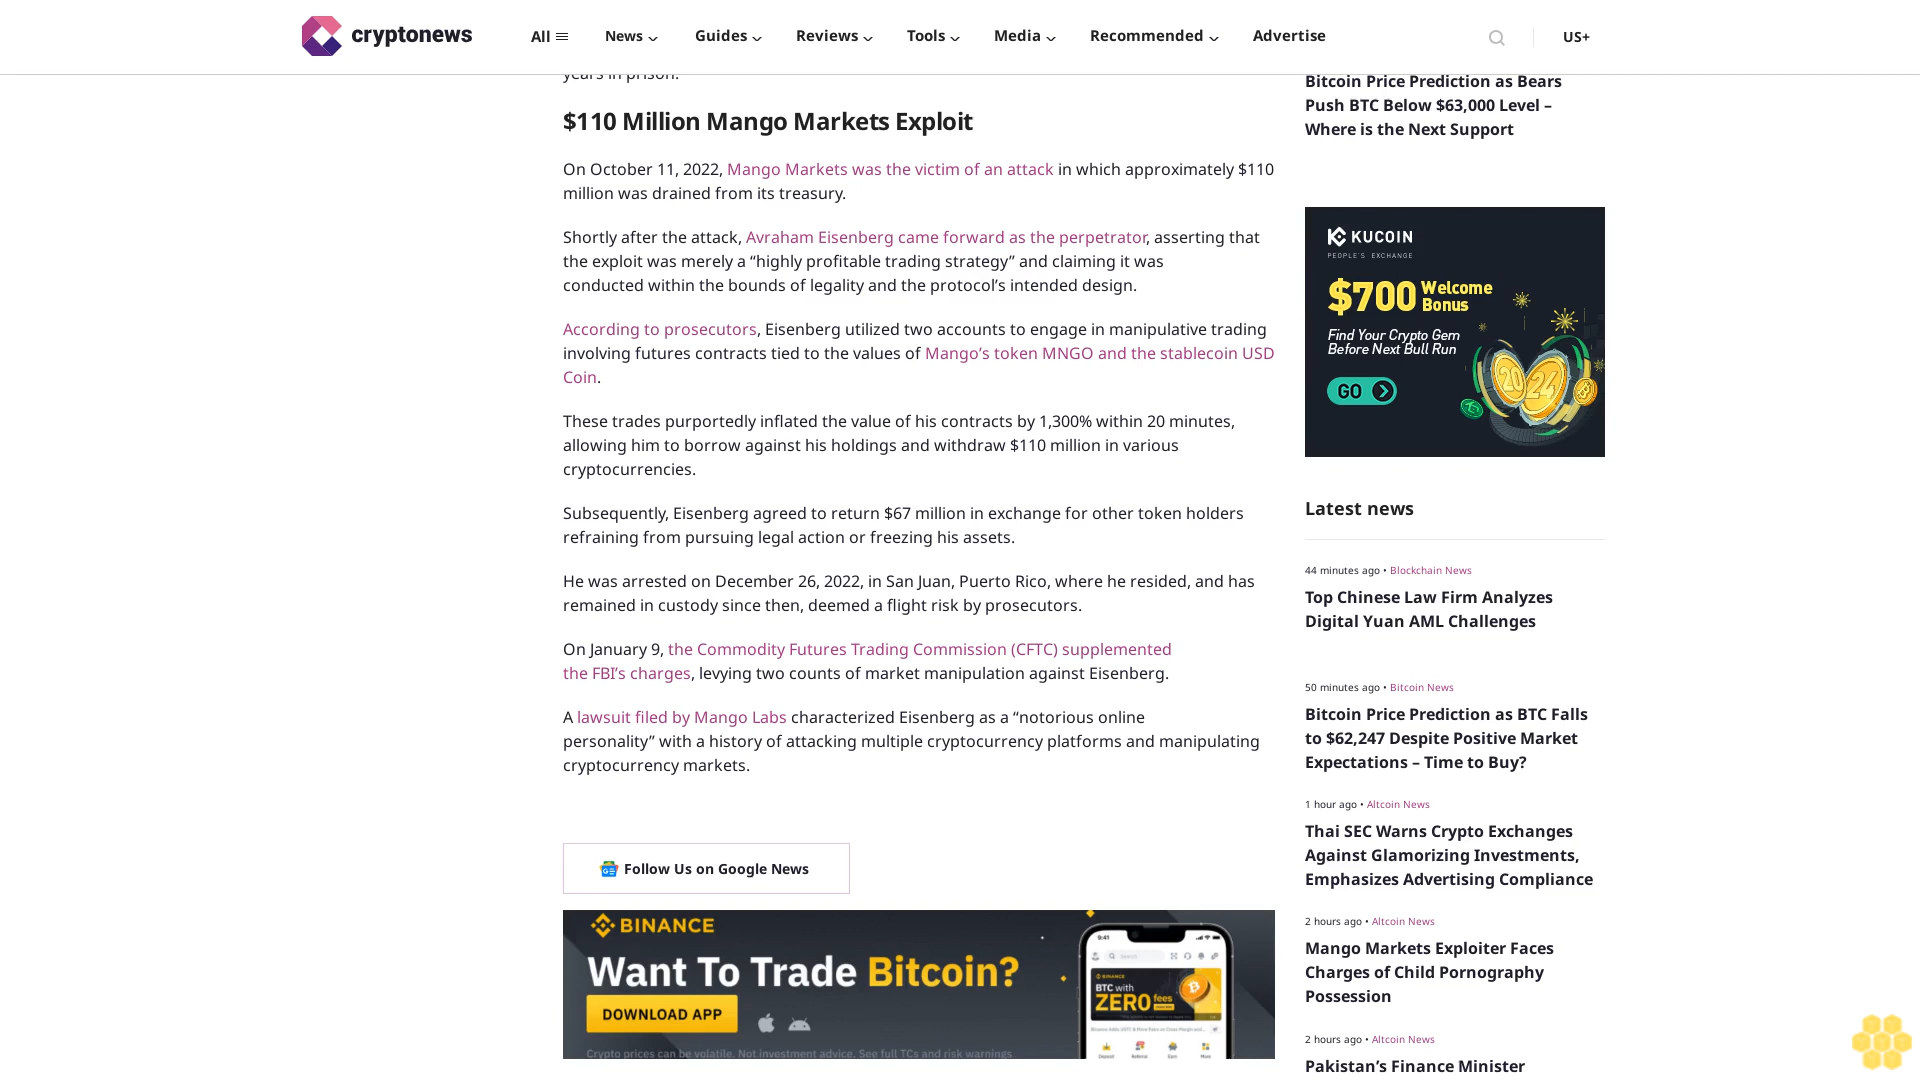 cryptonews
All
News
Guides
Reviews
Tools
Media
Recommended
Advertise
US+
years in prison.
$110 Million Mango Markets Exploit
On October 11, 2022, Mango Markets was the victim of an attack in which approximately $110
million was drained from its treasury.
Shortly after the attack, Avraham Eisenberg came forward as the perpetrator, asserting that
the exploit was merely a “highly profitable trading strategy” and claiming it was
conducted within the bounds of legality and the protocol’s intended design.
According to prosecutors, Eisenberg utilized two accounts to engage in manipulative trading
involving futures contracts tied to the values of Mango’s token MNGO and the stablecoin USD
Coin.
These trades purportedly inflated the value of his contracts by 1,300% within 20 minutes,
allowing him to borrow against his holdings and withdraw $110 million in various
cryptocurrencies.
Subsequently, Eisenberg agreed to return $67 million in exchange for other token holders
refraining from pursuing legal action or freezing his assets.
He was arrested on December 26, 2022, in San Juan, Puerto Rico, where he resided, and has
remained in custody since then, deemed a flight risk by prosecutors.
On January 9, the Commodity Futures Trading Commission (CFTC) supplemented
the FBI’s charges, levying two counts of market manipulation against Eisenberg.
A lawsuit filed by Mango Labs characterized Eisenberg as a “notorious online
personality” with a history of attacking multiple cryptocurrency platforms and manipulating
cryptocurrency markets.
Follow Us on Google News
BINANCE
Want To Trade Bitcoin?
DOWNLOAD APP
Crypto prices can be volatile. Not investment advice. See full TCs and risk warnings
9:41
Search
BINANCE
BTC with
ZERO fees
Deposit
Referral
Earn
More
Bitcoin Price Prediction as Bears
Push BTC Below $63,000 Level –
Where is the Next Support
KUCOIN
PEOPLE'S EXCHANGE
$700 Welcome
Bonus
Find Your Crypto Gem
Before Next Bull Run
GO
2024
Latest news
44 minutes ago • Blockchain News
Top Chinese Law Firm Analyzes
Digital Yuan AML Challenges
50 minutes ago • Bitcoin News
Bitcoin Price Prediction as BTC Falls
to $62,247 Despite Positive Market
Expectations – Time to Buy?
1 hour ago • Altcoin News
Thai SEC Warns Crypto Exchanges
Against Glamorizing Investments,
Emphasizes Advertising Compliance
2 hours ago • Altcoin News
Mango Markets Exploiter Faces
Charges of Child Pornography
Possession
2 hours ago • Altcoin News
Pakistan’s Finance Minister